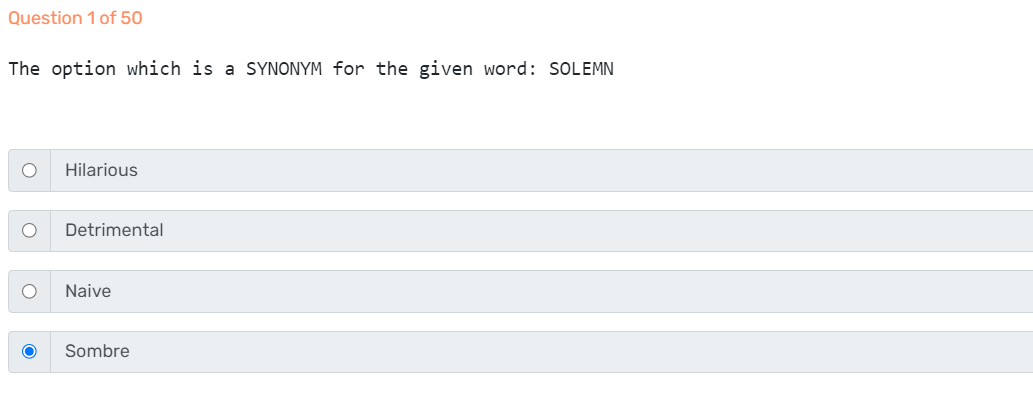 Question 1 of 50
The option which is a SYNONYM for the given word: SOLEMN
Hilarious
Detrimental
Naive
Sombre